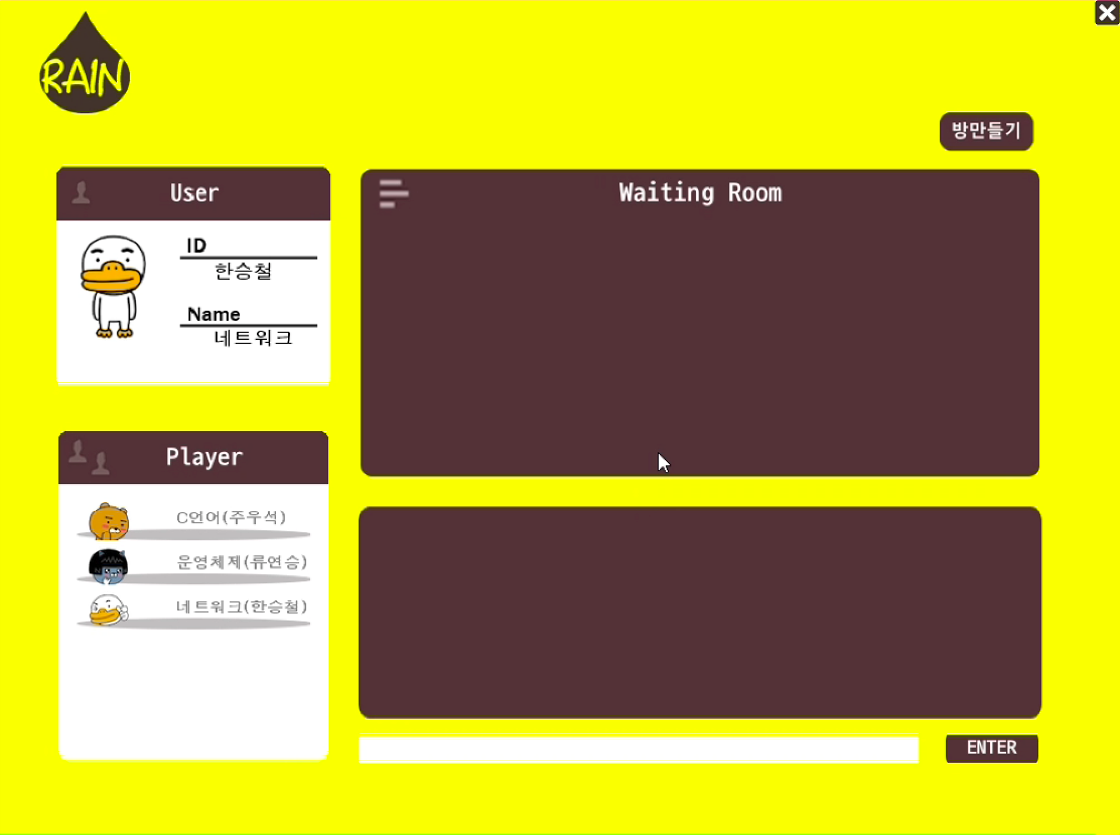 RAIN
방만들기
User
ID
한승철
Name
네트워크
Waiting Room
Player
C언어(주우석)
운영체제(류연승)
네트워크(한승철)
ENTER